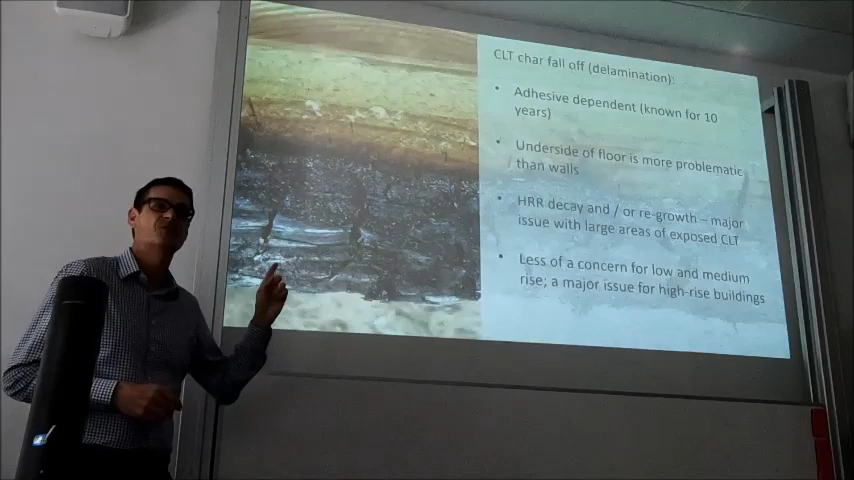 CLT char fall off (delamination):
• Adhesive dependent (known for 10
years)
• Underside of floor is more problematic
than walls
• HRR decay and / or re-growth – major
issue with large areas of exposed CLT
• Less of a concern for low and medium
rise; a major issue for high-rise buildings